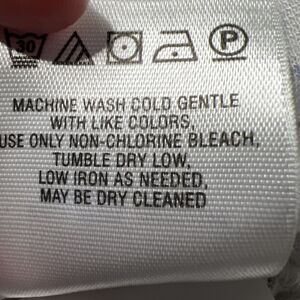 30 P
MACHINE WASH COLD GENTLE
WITH LIKE COLORS,
USE ONLY NON-CHLORINE BLEACH,
TUMBLE DRY LOW,
LOW IRON AS NEEDED,
MAY BE DRY CLEANED